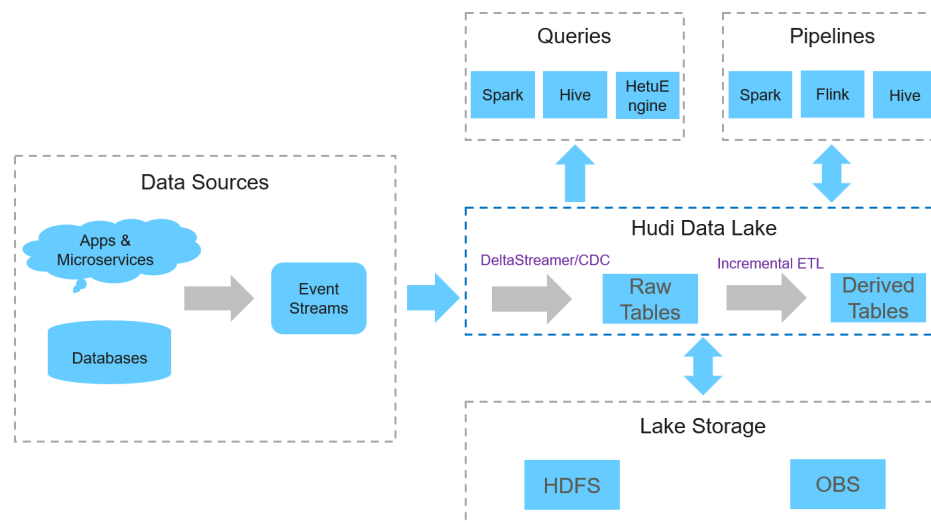 Queries
Spark
Hive
HetuE
ngine
Pipelines
Spark
Flink
Hive
Data Sources
Apps &
Microservices
Databases
Event
Streams
Hudi Data Lake
DeltaStreamer/CDC
Raw
Tables
Incremental ETL
Derived
Tables
Lake Storage
HDFS
OBS